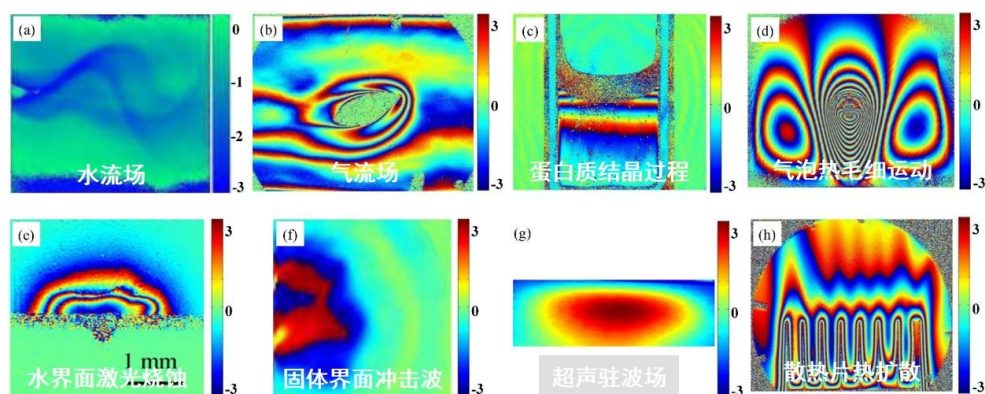 (a)
0
-1
-2
-3
水流场
(b)
3
0
-3
气流场
(c)
3
0
-3
蛋白质结晶过程
(d)
3
0
-3
气泡热毛细运动
(e)
3
0
-3
1 mm
水界面激光烧蚀
(f)
3
0
-3
固体界面冲击波
(g)
3
0
-3
超声驻波场
(h)
3
0
-3
散热片热扩散